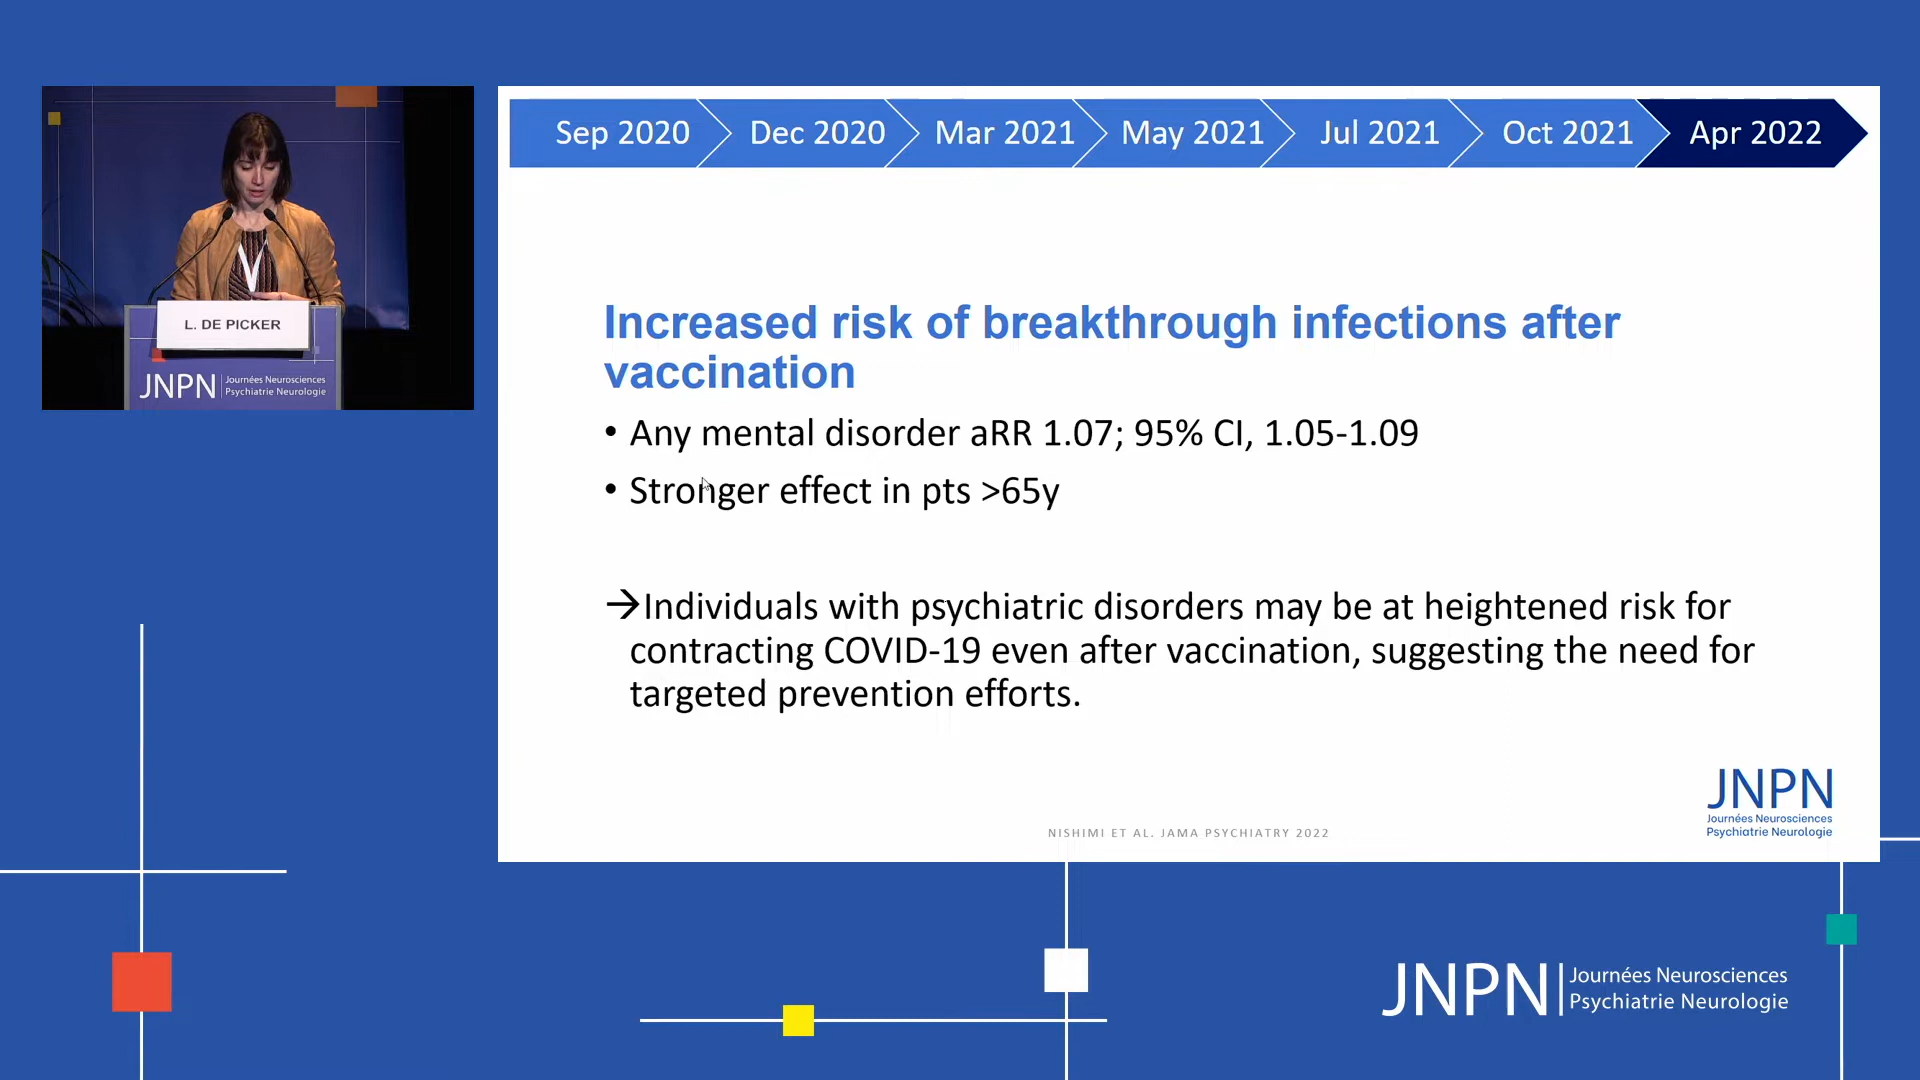 Sep 2020
Dec 2020
Mar 2021
May 2021
Jul 2021
Oct 2021
Apr 2022
L. DE PICKER
JNPN
Journées Neurosciences
Psychiatrie Neurologie
Increased risk of breakthrough infections after
vaccination
• Any mental disorder aRR 1.07; 95% CI, 1.05-1.09
• Stronger effect in pts >65y
→Individuals with psychiatric disorders may be at heightened risk for
contracting COVID-19 even after vaccination, suggesting the need for
targeted prevention efforts.
NISHIMI ET AL. JAMA PSYCHIATRY 2022
JNPN
Journées Neurosciences
Psychiatrie Neurologie
JNPN
Journées Neurosciences
Psychiatrie Neurologie